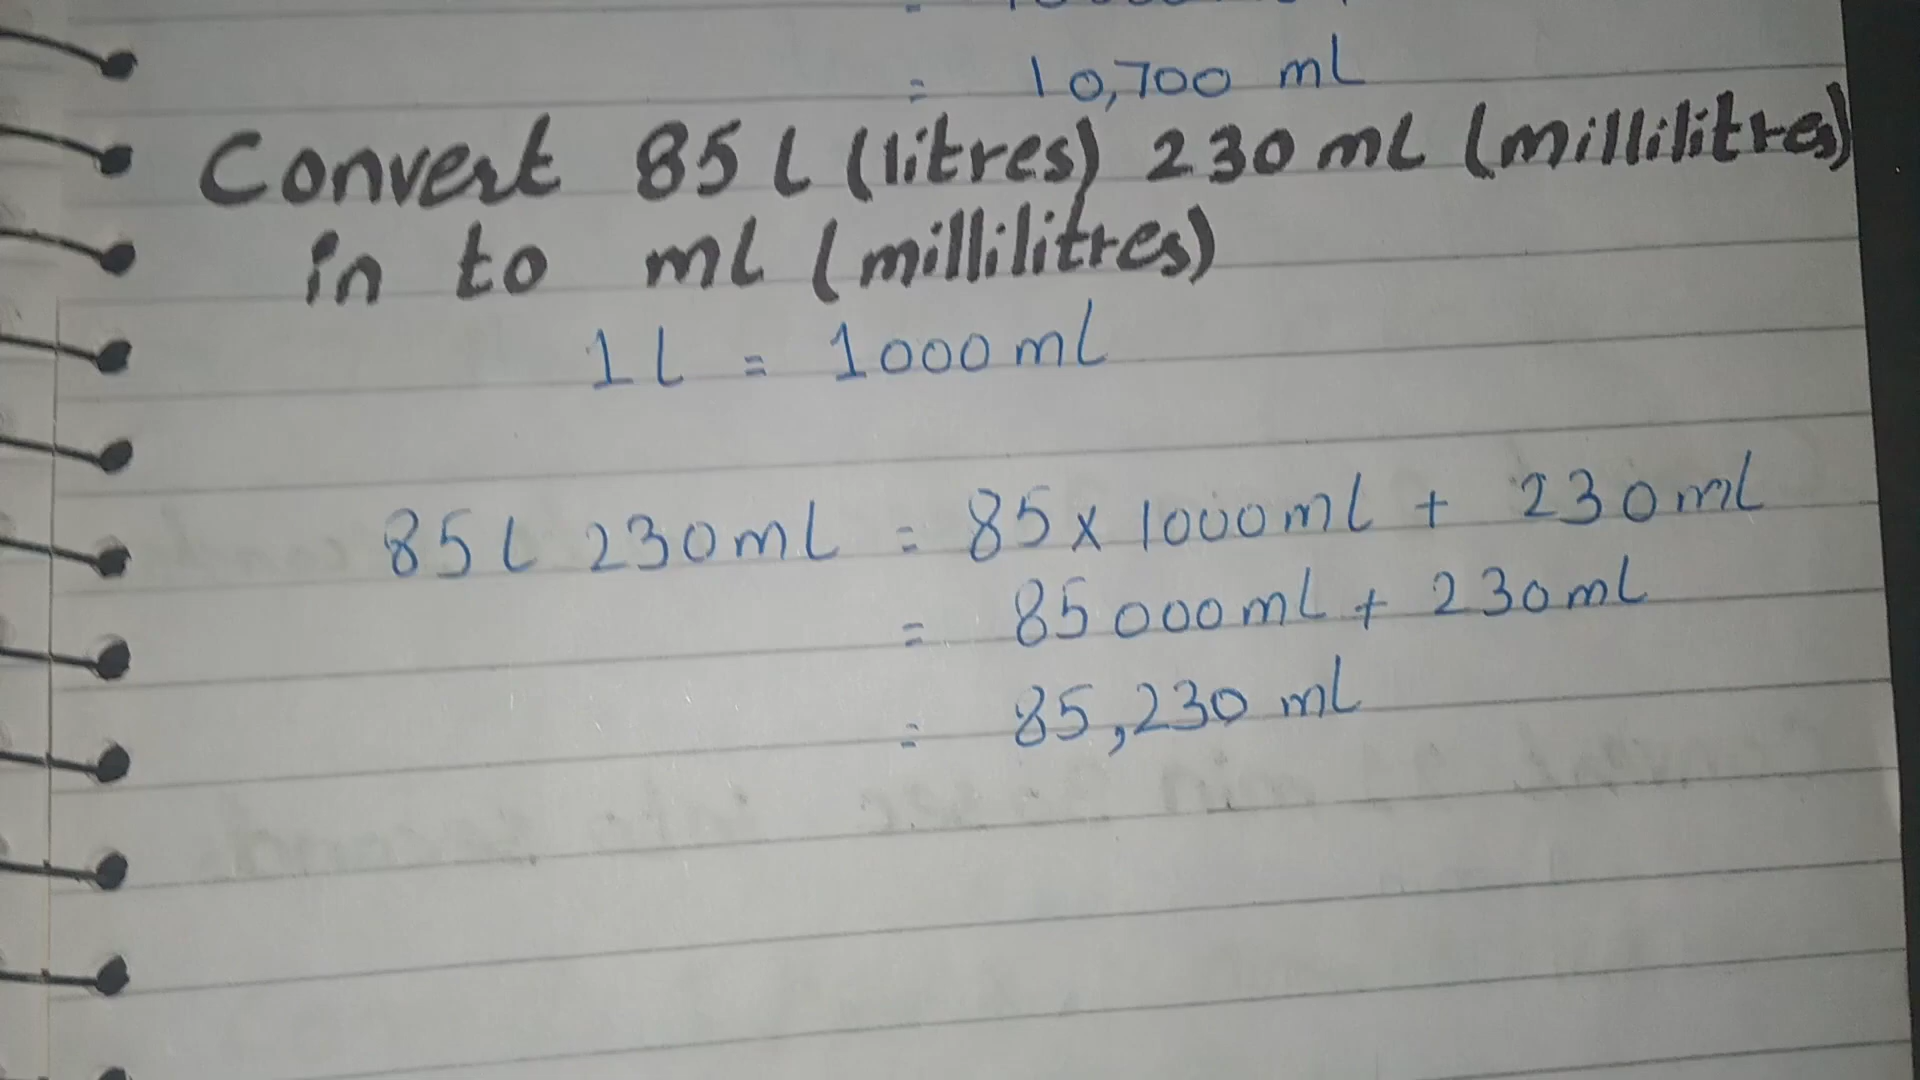 = 10,700 ml
Convert 85 l (litres) 230 ml (millilitres)
in to ml (millilitres)
1 l = 1000 ml
85 l 230 ml = 85 x 1000 ml + 230 ml
= 85 000 ml + 230 ml
= 85,230 ml